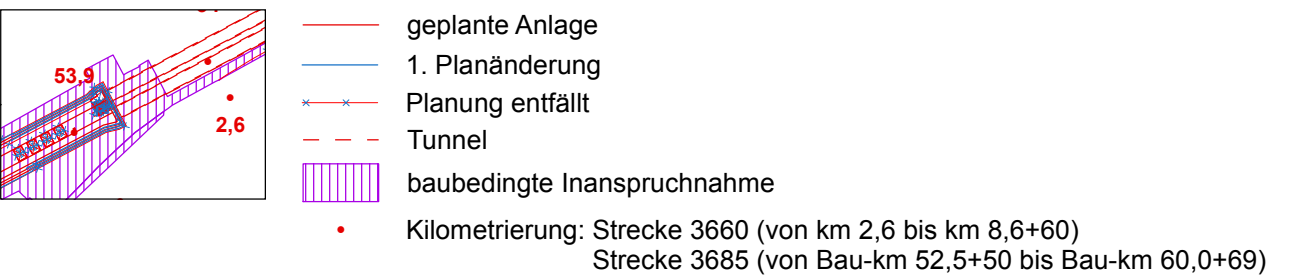 53,9
2,6
geplante Anlage
1. Planänderung
Planung entfällt
Tunnel
baubedingte Inanspruchnahme
Kilometrierung: Strecke 3660 (von km 2,6 bis km 8,6+60)
Strecke 3685 (von Bau-km 52,5+50 bis Bau-km 60,0+69)